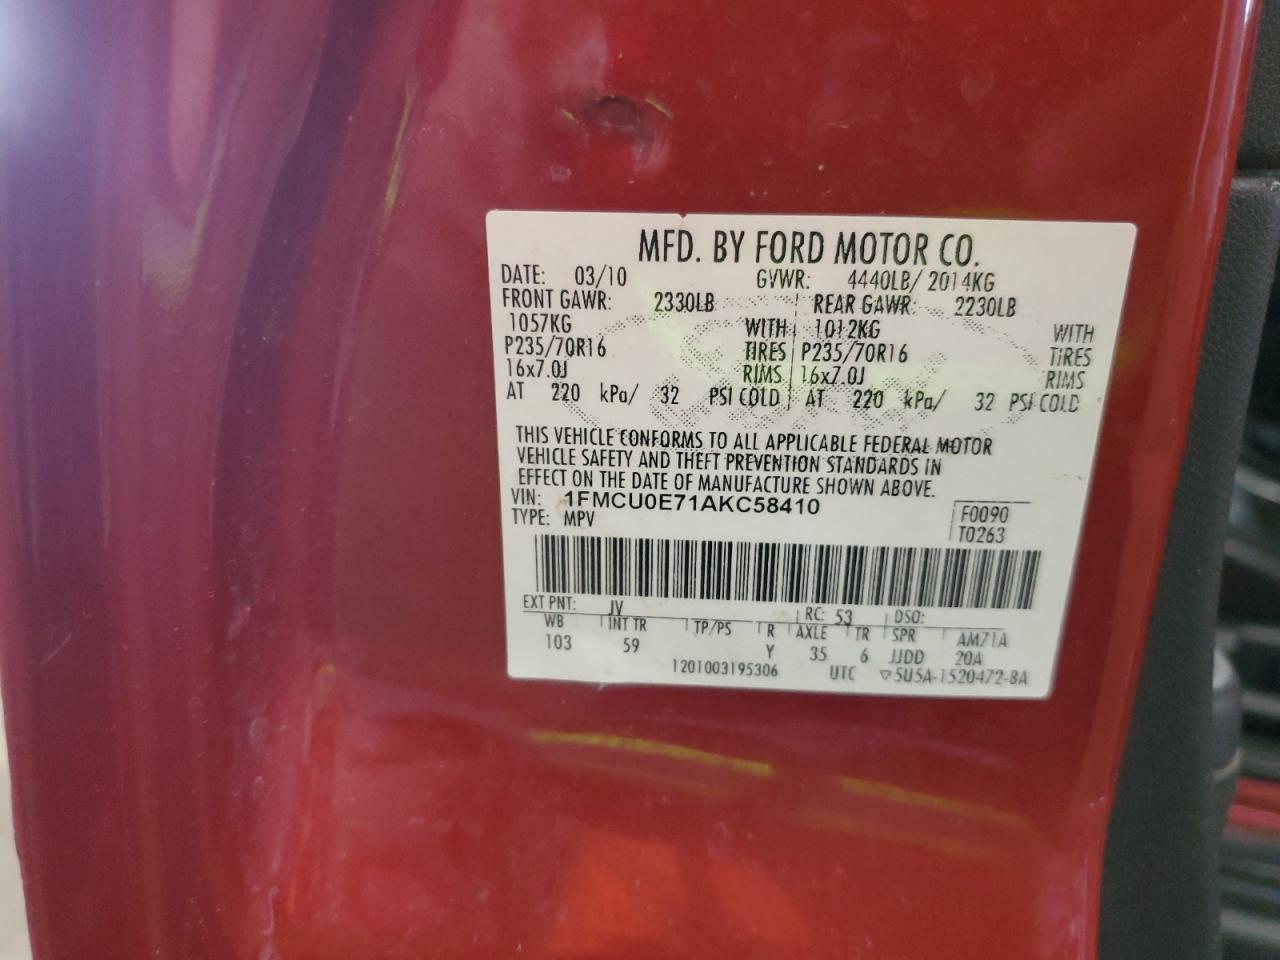 MFD. BY FORD MOTOR CO.
DATE: 03/10 GVWR: 4440LB/ 2014KG
FRONT GAWR: 2330LB REAR GAWR: 2230LB
1057KG WITH 1012KG WITH
P235/70R16 TIRES P235/70R16 TIRES
16x7.0J RIMS 16x7.0J RIMS
AT 220 kPa/ 32 PSI COLD AT 220 kPa/ 32 PSI COLD
THIS VEHICLE CONFORMS TO ALL APPLICABLE FEDERAL MOTOR
VEHICLE SAFETY AND THEFT PREVENTION STANDARDS IN
EFFECT ON THE DATE OF MANUFACTURE SHOWN ABOVE.
VIN: 1FMCU0E71AKC58410
TYPE: MPV F0090
T0263
EXT PNT: JV RC: 53 DSO:
WB INT TR TP/PS R AXLE TR SPR AM71A
103 59 Y 35 6 JJDD 20A
1201003195306 UTC ▽5U5A-1520472-BA